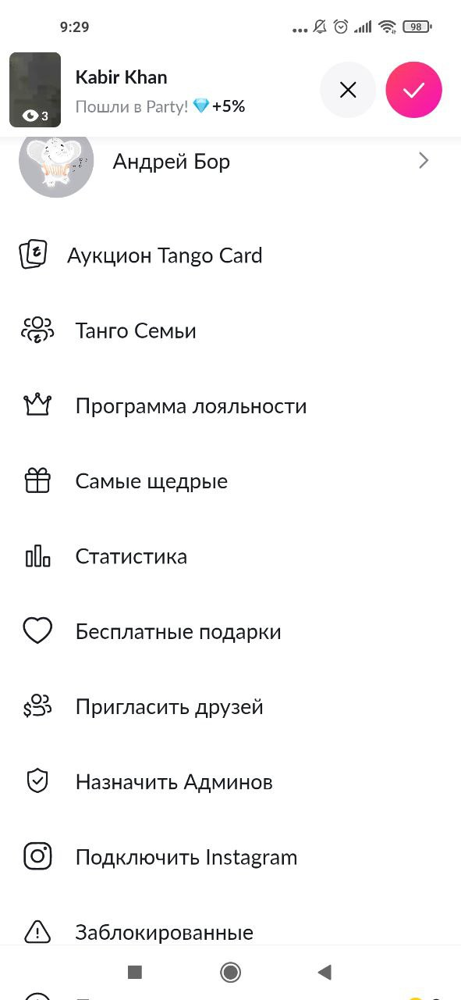 9:29
98
Kabir Khan
Пошли в Party! 💎+5%
3
Андрей Бор
Аукцион Tango Card
Танго Семьи
Программа лояльности
Самые щедрые
Статистика
Бесплатные подарки
Пригласить друзей
Назначить Админов
Подключить Instagram
Заблокированные